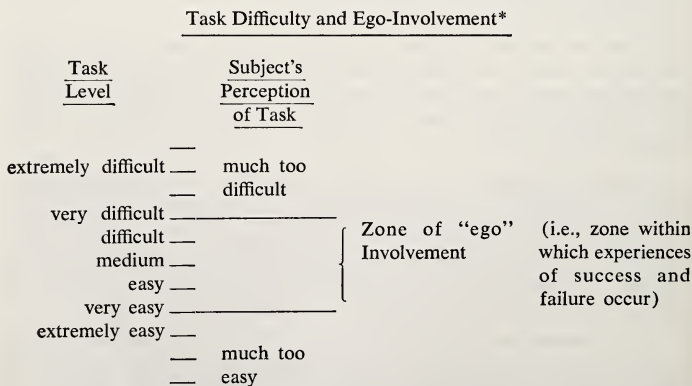 Task Difficulty and Ego-Involvement*
Task Subject's
Level Perception
of Task
extremely difficult much too
difficult
very difficult
difficult Zone of "ego" (i.e., zone within
medium Involvement which experiences
easy of success and
very easy failure occur)
extremely easy
much too
easy